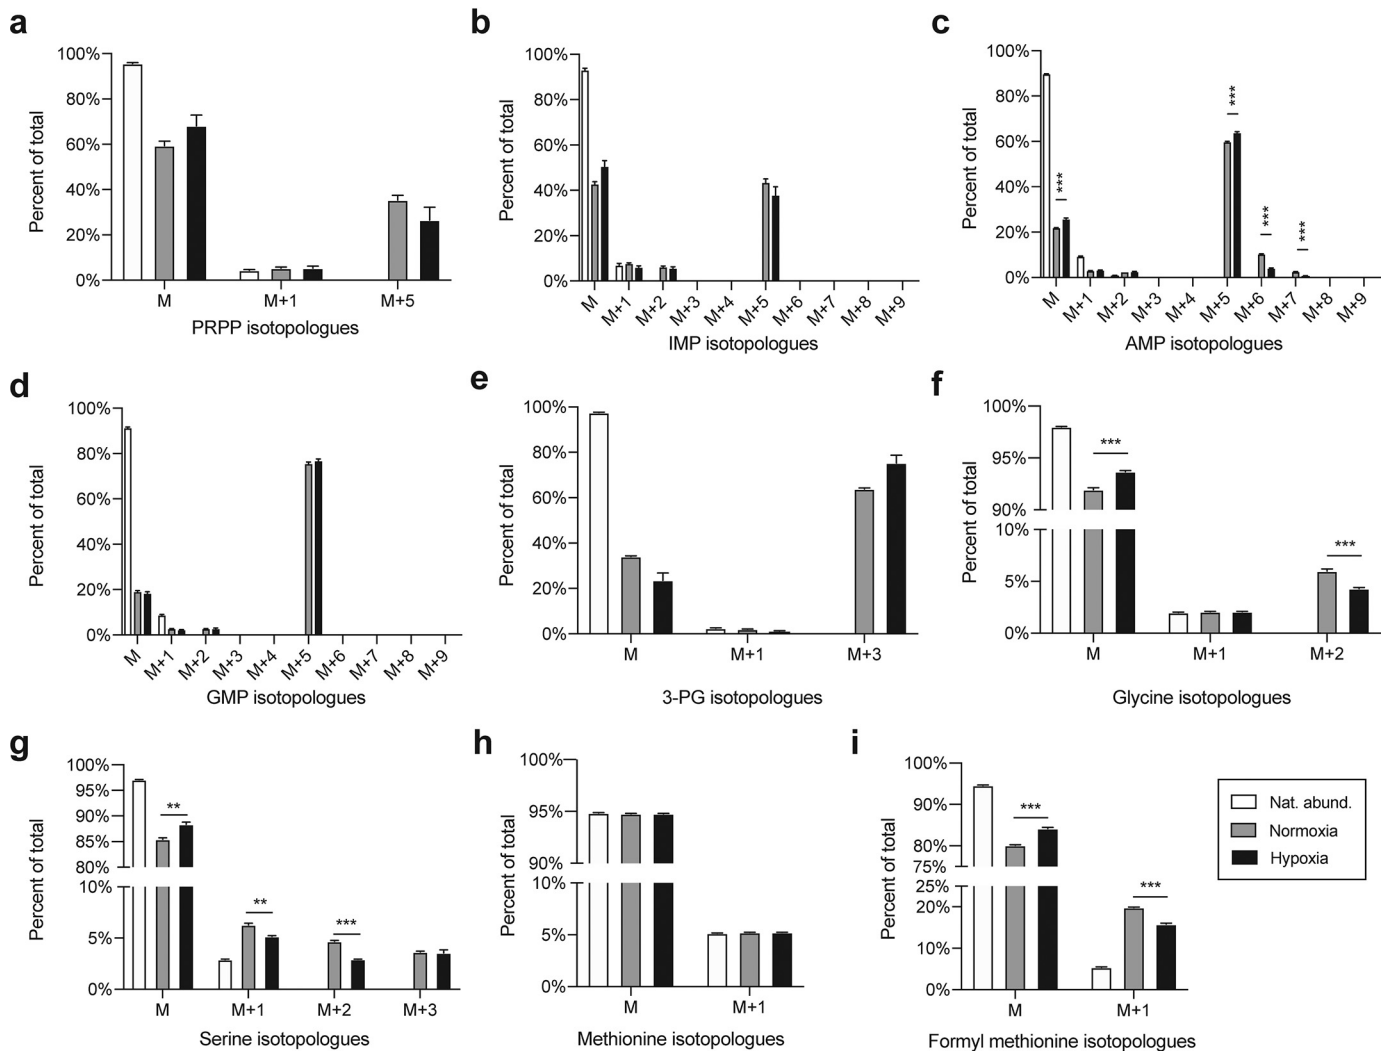 a
100%
80%
60%
40%
20%
0%
Percent of total
M M+1 M+5
PRPP isotopologues
b
100%
80%
60%
40%
20%
0%
Percent of total
M M+1 M+2 M+3 M+4 M+5 M+6 M+7 M+8 M+9
IMP isotopologues
c
100%
80%
60%
40%
20%
0%
Percent of total
*** *** *** ***
M M+1 M+2 M+3 M+4 M+5 M+6 M+7 M+8 M+9
AMP isotopologues
d
100%
80%
60%
40%
20%
0%
Percent of total
M M+1 M+2 M+3 M+4 M+5 M+6 M+7 M+8 M+9
GMP isotopologues
e
100%
80%
60%
40%
20%
0%
Percent of total
M M+1 M+3
3-PG isotopologues
f
100%
95%
90%
10%
5%
0%
Percent of total
*** ***
M M+1 M+2
Glycine isotopologues
g
100%
95%
90%
85%
80%
10%
5%
0%
Percent of total
** ** ***
M M+1 M+2 M+3
Serine isotopologues
h
100%
95%
90%
10%
5%
0%
Percent of total
M M+1
Methionine isotopologues
i
100%
90%
80%
75%
25%
20%
10%
0%
Percent of total
*** ***
M M+1
Formyl methionine isotopologues
Nat. abund.
Normoxia
Hypoxia